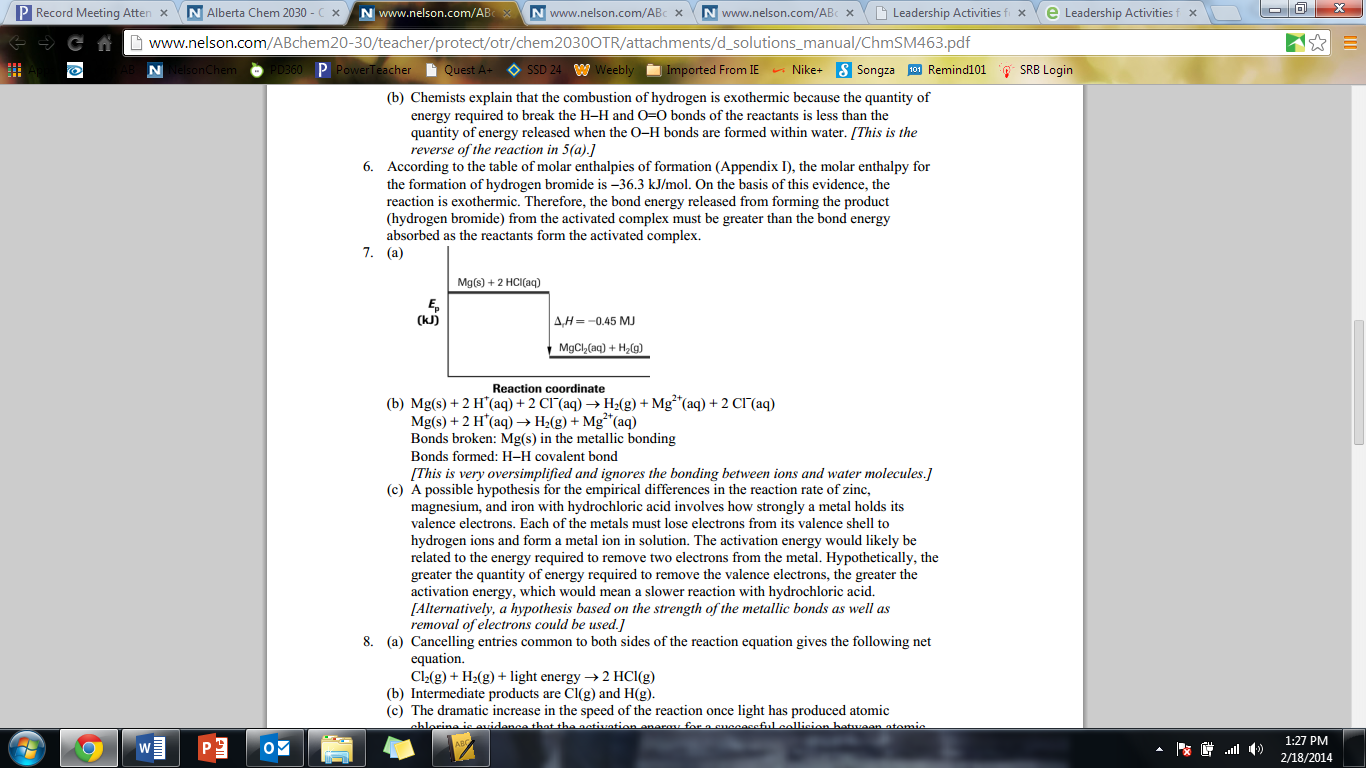 Record Meeting Atten
Alberta Chem 2030 - C
www.nelson.com/ABc
www.nelson.com/ABc
www.nelson.com/ABc
Leadership Activities f
Leadership Activities f
www.nelson.com/ABchem20-30/teacher/protect/otr/chem2030OTR/attachments/d_solutions_manual/ChmSM463.pdf
NelsonChem PD360 PowerTeacher Quest A+ SSD 24 Weebly Imported From IE Nike+ Songza Remind101 SRB Login
(b) Chemists explain that the combustion of hydrogen is exothermic because the quantity of
energy required to break the H–H and O=O bonds of the reactants is less than the
quantity of energy released when the O–H bonds are formed within water. [This is the
reverse of the reaction in 5(a).]
6. According to the table of molar enthalpies of formation (Appendix I), the molar enthalpy for
the formation of hydrogen bromide is –36.3 kJ/mol. On the basis of this evidence, the
reaction is exothermic. Therefore, the bond energy released from forming the product
(hydrogen bromide) from the activated complex must be greater than the bond energy
absorbed as the reactants form the activated complex.
7. (a)
Mg(s) + 2 HCl(aq)
Eₚ
(kJ)
ΔᵣH = −0.45 MJ
MgCl₂(aq) + H₂(g)
Reaction coordinate
(b) Mg(s) + 2 H⁺(aq) + 2 Cl⁻(aq) → H₂(g) + Mg²⁺(aq) + 2 Cl⁻(aq)
Mg(s) + 2 H⁺(aq) → H₂(g) + Mg²⁺(aq)
Bonds broken: Mg(s) in the metallic bonding
Bonds formed: H–H covalent bond
[This is very oversimplified and ignores the bonding between ions and water molecules.]
(c) A possible hypothesis for the empirical differences in the reaction rate of zinc,
magnesium, and iron with hydrochloric acid involves how strongly a metal holds its
valence electrons. Each of the metals must lose electrons from its valence shell to
hydrogen ions and form a metal ion in solution. The activation energy would likely be
related to the energy required to remove two electrons from the metal. Hypothetically, the
greater the quantity of energy required to remove the valence electrons, the greater the
activation energy, which would mean a slower reaction with hydrochloric acid.
[Alternatively, a hypothesis based on the strength of the metallic bonds as well as
removal of electrons could be used.]
8. (a) Cancelling entries common to both sides of the reaction equation gives the following net
equation.
Cl₂(g) + H₂(g) + light energy → 2 HCl(g)
(b) Intermediate products are Cl(g) and H(g).
(c) The dramatic increase in the speed of the reaction once light has produced atomic
chlorine is evidence that the activation energy for a successful collision between atomic
1:27 PM
2/18/2014